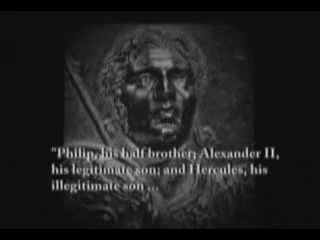 "Philip, his half brother; Alexander II,
his legitimate son; and Hercules, his
illegitimate son ...